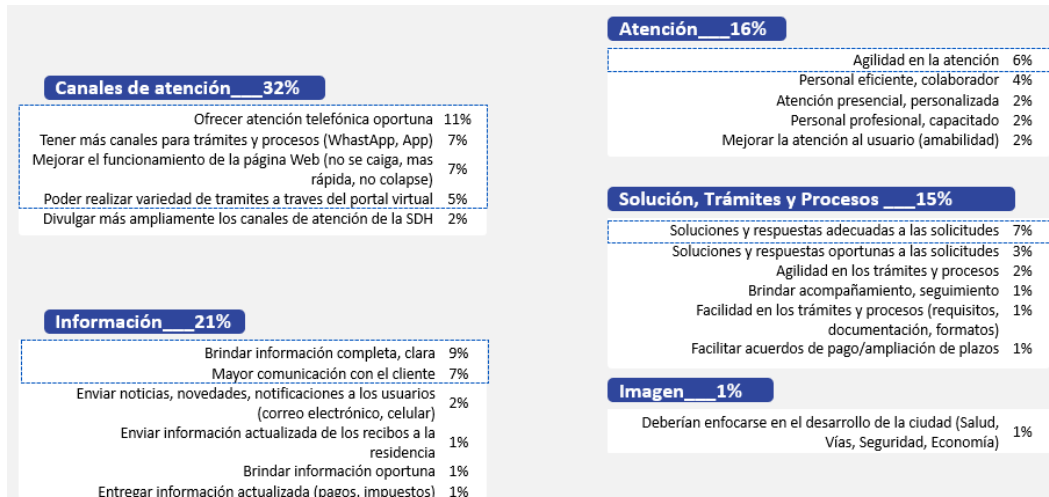 Canales de atención___32%
Ofrecer atención telefónica oportuna 11%
Tener más canales para trámites y procesos (WhastApp, App) 7%
Mejorar el funcionamiento de la página Web (no se caiga, mas
rápida, no colapse) 7%
Poder realizar variedad de tramites a traves del portal virtual 5%
Divulgar más ampliamente los canales de atención de la SDH 2%
Información___21%
Brindar información completa, clara 9%
Mayor comunicación con el cliente 7%
Enviar noticias, novedades, notificaciones a los usuarios
(correo electrónico, celular) 2%
Enviar información actualizada de los recibos a la
residencia 1%
Brindar información oportuna 1%
Entregar información actualizada (pagos, impuestos) 1%
Atención___16%
Agilidad en la atención 6%
Personal eficiente, colaborador 4%
Atención presencial, personalizada 2%
Personal profesional, capacitado 2%
Mejorar la atención al usuario (amabilidad) 2%
Solución, Trámites y Procesos ___15%
Soluciones y respuestas adecuadas a las solicitudes 7%
Soluciones y respuestas oportunas a las solicitudes 3%
Agilidad en los trámites y procesos 2%
Brindar acompañamiento, seguimiento 1%
Facilidad en los trámites y procesos (requisitos, 1%
documentación, formatos)
Facilitar acuerdos de pago/ampliación de plazos 1%
Imagen___1%
Deberían enfocarse en el desarrollo de la ciudad (Salud,
Vías, Seguridad, Economía) 1%